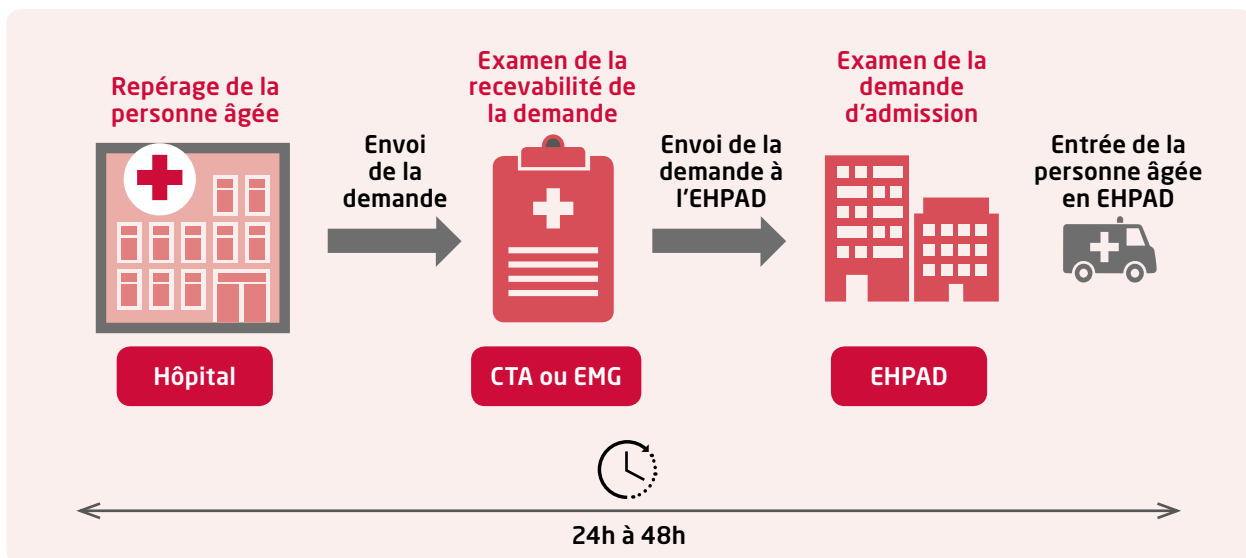 Repérage de la
personne âgée
Envoi
de la
demande
Examen de la
recevabilité de
la demande
Envoi de la
demande à
l'EHPAD
Examen de la
demande
d'admission
Entrée de la
personne âgée
en EHPAD
Hôpital
CTA ou EMG
EHPAD
24h à 48h